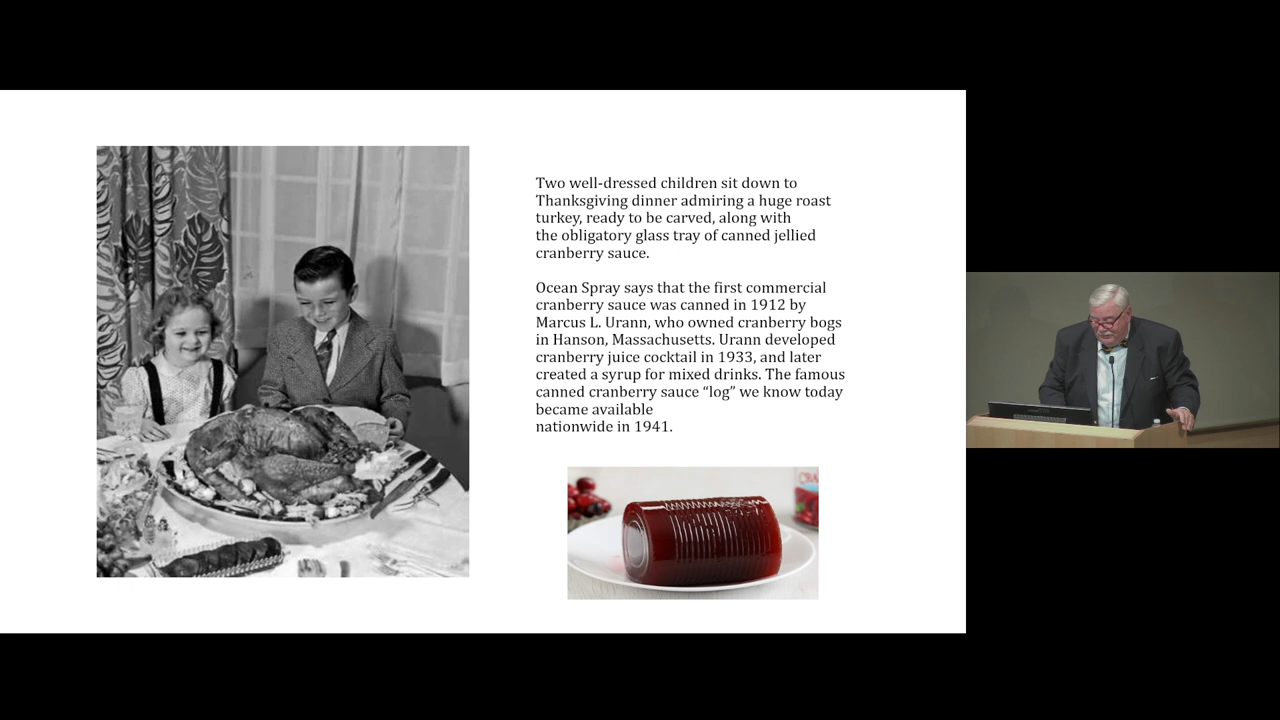 Two well-dressed children sit down to
Thanksgiving dinner admiring a huge roast
turkey, ready to be carved, along with
the obligatory glass tray of canned jellied
cranberry sauce.
Ocean Spray says that the first commercial
cranberry sauce was canned in 1912 by
Marcus L. Urann, who owned cranberry bogs
in Hanson, Massachusetts. Urann developed
cranberry juice cocktail in 1933, and later
created a syrup for mixed drinks. The famous
canned cranberry sauce “log” we know today
became available
nationwide in 1941.
CRA